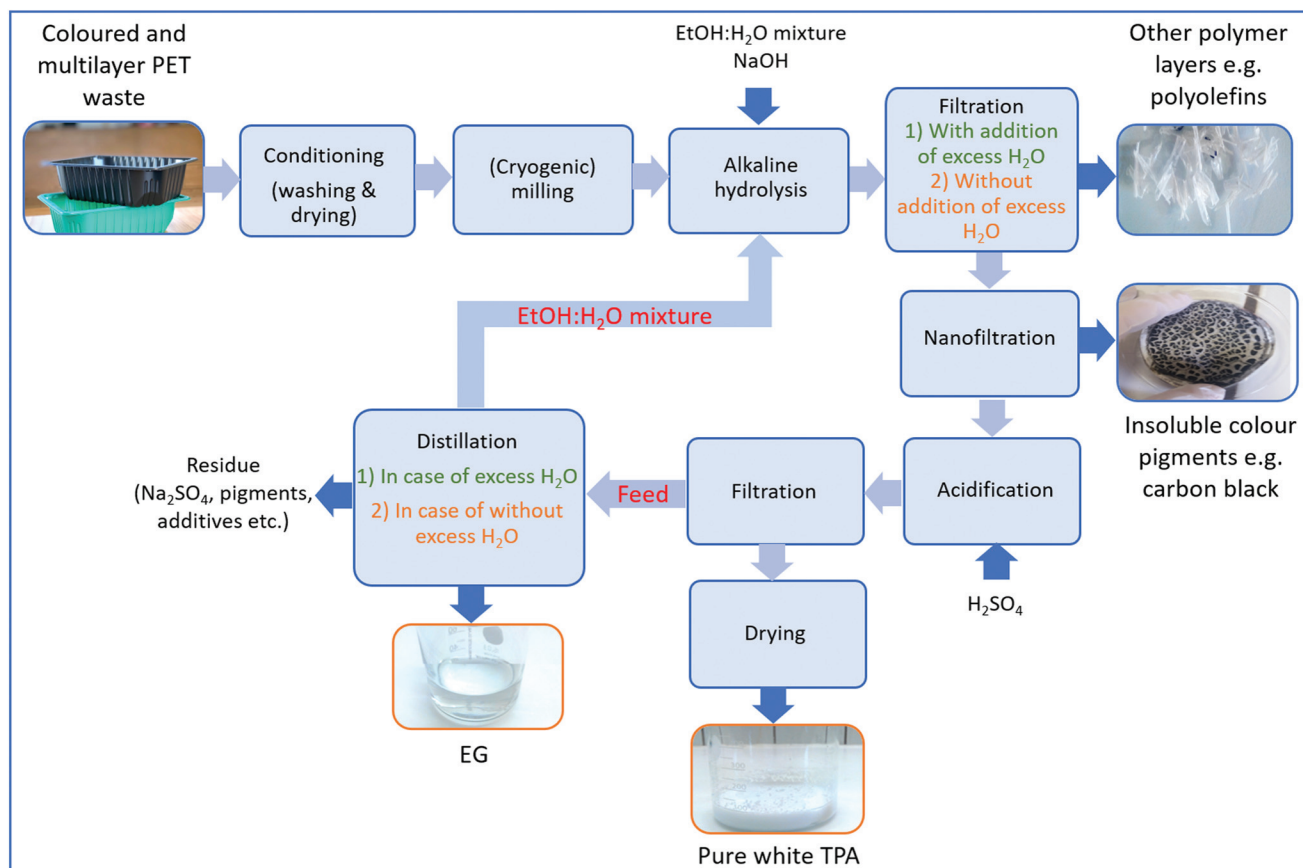 Coloured and
multilayer PET
waste
Conditioning
(washing &
drying)
(Cryogenic)
milling
EtOH:H₂O mixture
NaOH
Alkaline
hydrolysis
Filtration
1) With addition
of excess H₂O
2) Without
addition of excess
H₂O
Other polymer
layers e.g.
polyolefins
Nanofiltration
Insoluble colour
pigments e.g.
carbon black
EtOH:H₂O mixture
Acidification
H₂SO₄
Filtration
Feed
Distillation
1) In case of excess H₂O
2) In case of without
excess H₂O
Residue
(Na₂SO₄, pigments,
additives etc.)
EG
Drying
Pure white TPA